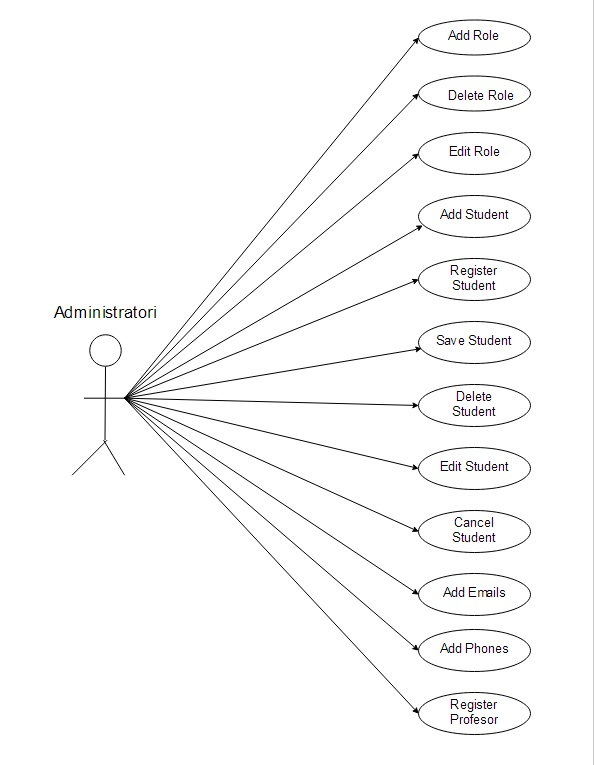 Add Role
Delete Role
Edit Role
Add Student
Register
Student
Administratori
Save Student
Delete
Student
Edit Student
Cancel
Student
Add Emails
Add Phones
Register
Profesor